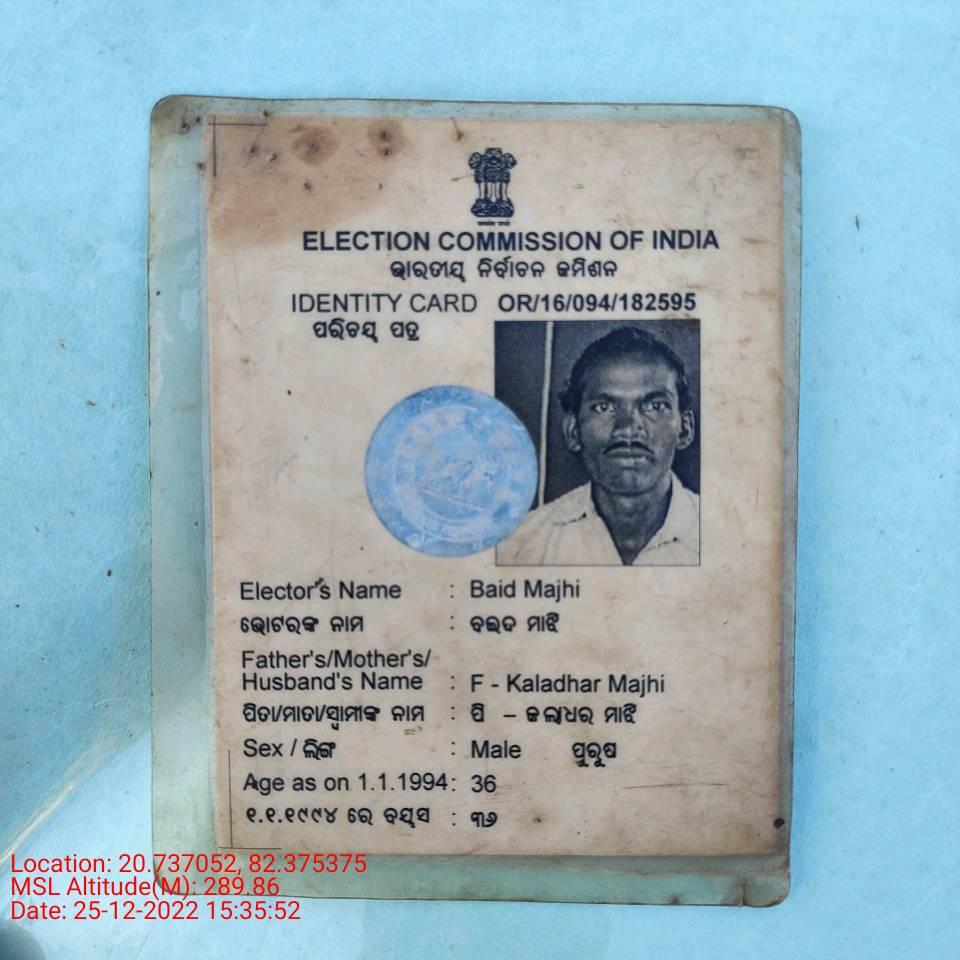 ELECTION COMMISSION OF INDIA
ଭାରତୀୟ ନିର୍ବାଚନ କମିଶନ
IDENTITY CARD OR/16/094/182595
ପରିଚୟ ପତ୍ର
Elector's Name : Baid Majhi
ଭୋଟରଙ୍କ ନାମ : ବଇଦ ମାଝି
Father's/Mother's/
Husband's Name : F - Kaladhar Majhi
ପିତା/ମାତା/ସ୍ୱାମୀଙ୍କ ନାମ : ପି – କଳାଧର ମାଝି
Sex / ଲିଙ୍ଗ : Male ପୁରୁଷ
Age as on 1.1.1994 : 36
୧.୧.୧୯୯୪ ରେ ବୟସ : ୩୬
Location: 20.737052, 82.375375
MSL Altitude(M): 289.86
Date: 25-12-2022 15:35:52